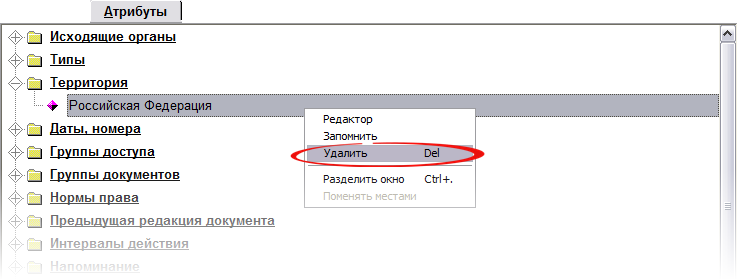 Атрибуты
Исходящие органы
Типы
Территория
Российская Федерация
Даты, номера
Группы доступа
Группы документов
Нормы права
Предыдущая редакция документа
Интервалы действия
Напоминание
Редактор
Запомнить
Удалить Del
Разделить окно Ctrl+.
Поменять местами